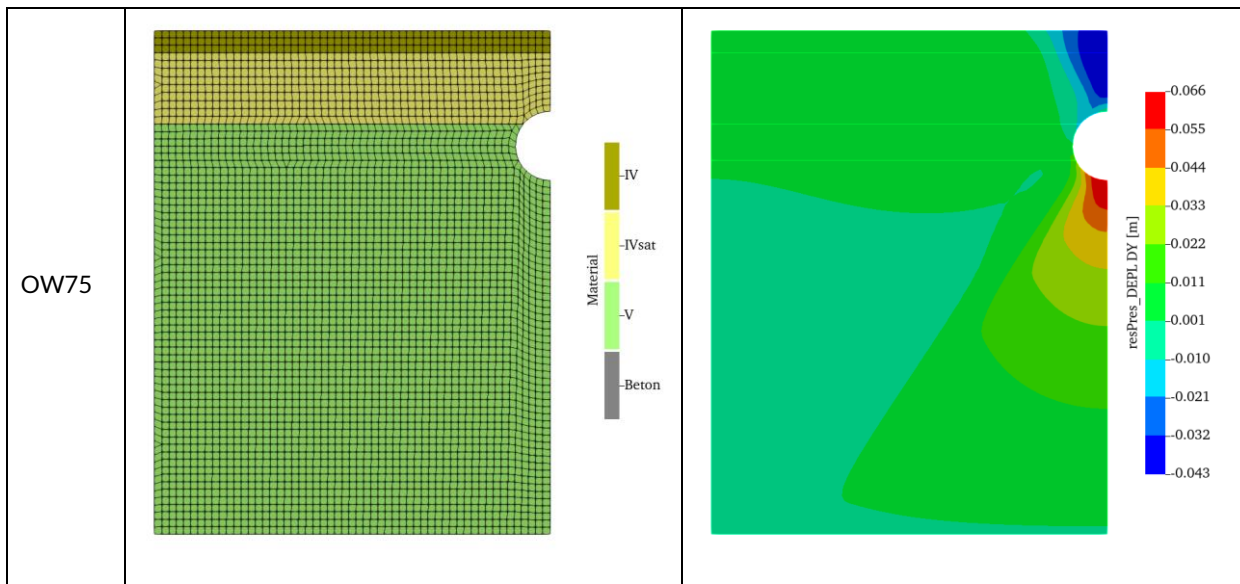 OW75
Material
IV
IVsat
V
Beton
resPres_DEPL DY [m]
0.066
0.055
0.044
0.033
0.022
0.011
0.001
-0.010
-0.021
-0.032
-0.043